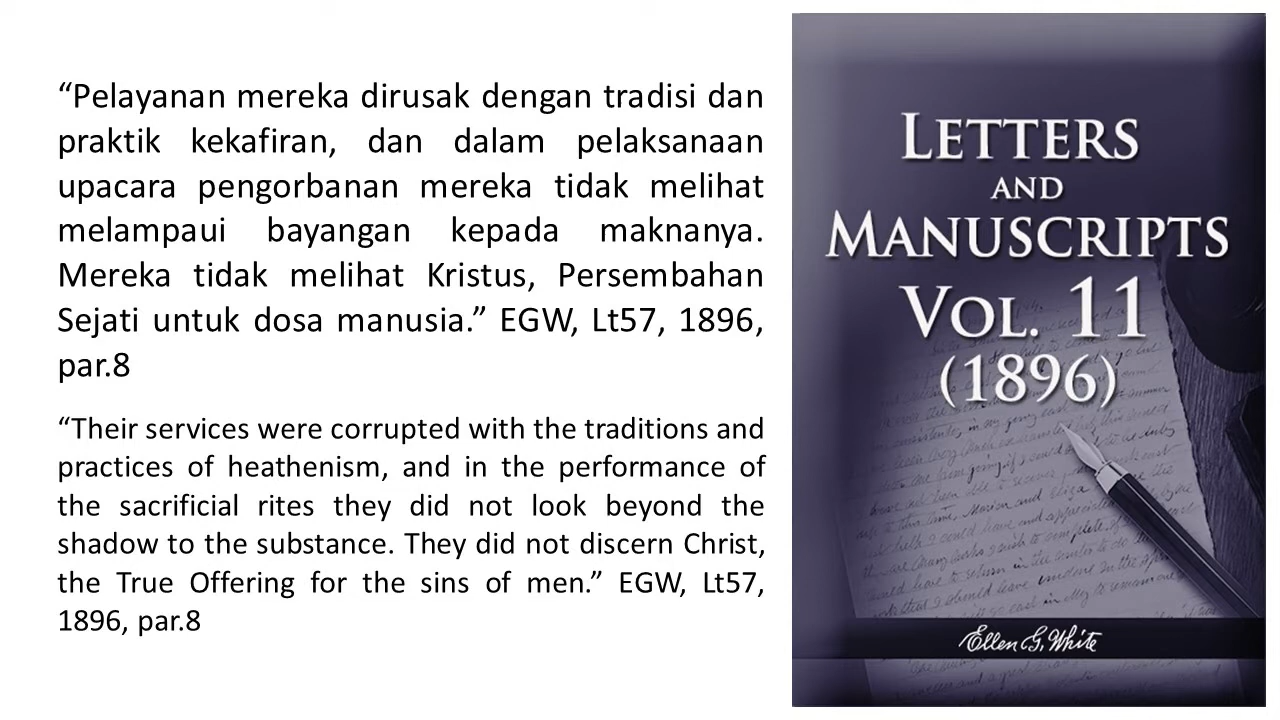 “Pelayanan mereka dirusak dengan tradisi dan
praktik kekafiran, dan dalam pelaksanaan
upacara pengorbanan mereka tidak melihat
melampaui bayangan kepada maknanya.
Mereka tidak melihat Kristus, Persembahan
Sejati untuk dosa manusia.” EGW, Lt57, 1896,
par.8
“Their services were corrupted with the traditions and
practices of heathenism, and in the performance of
the sacrificial rites they did not look beyond the
shadow to the substance. They did not discern Christ,
the True Offering for the sins of men.” EGW, Lt57,
1896, par.8
LETTERS
AND
MANUSCRIPTS
VOL. 11
(1896)
Ellen G. White